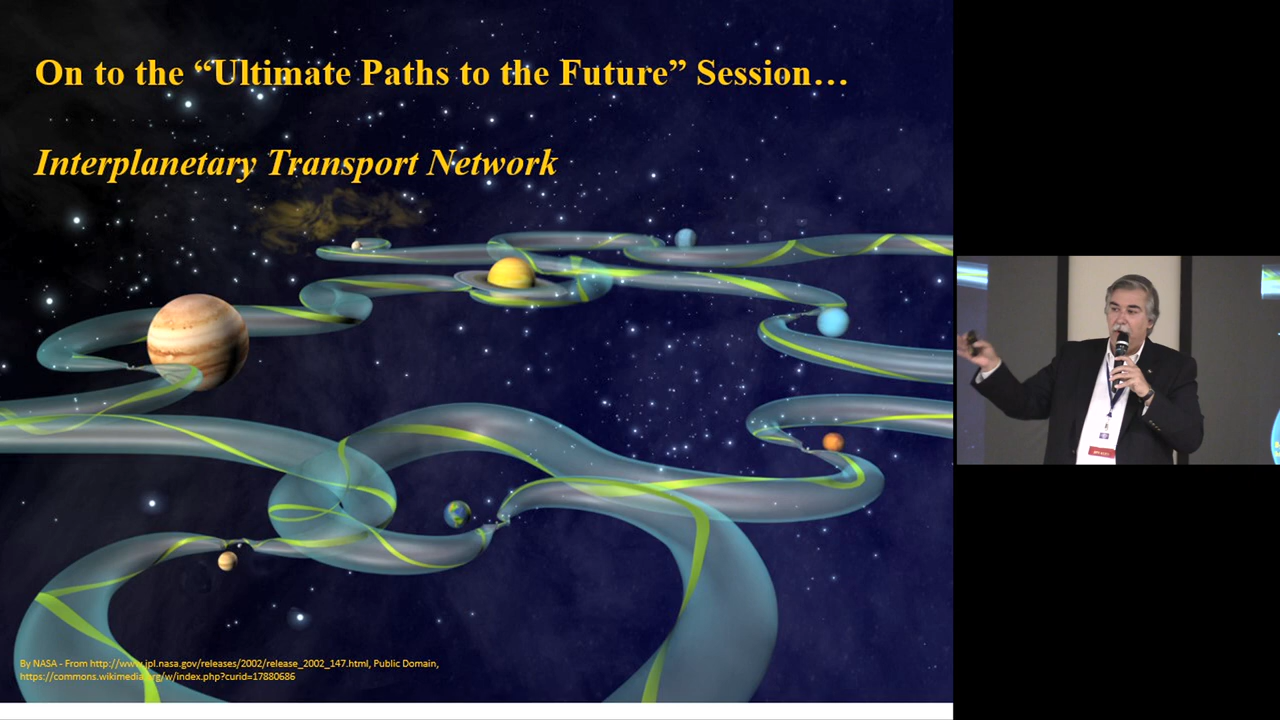 On to the “Ultimate Paths to the Future” Session…
Interplanetary Transport Network
By NASA - From http://www.jpl.nasa.gov/releases/2002/release_2002_147.html, Public Domain,
https://commons.wikimedia.org/w/index.php?curid=17880686